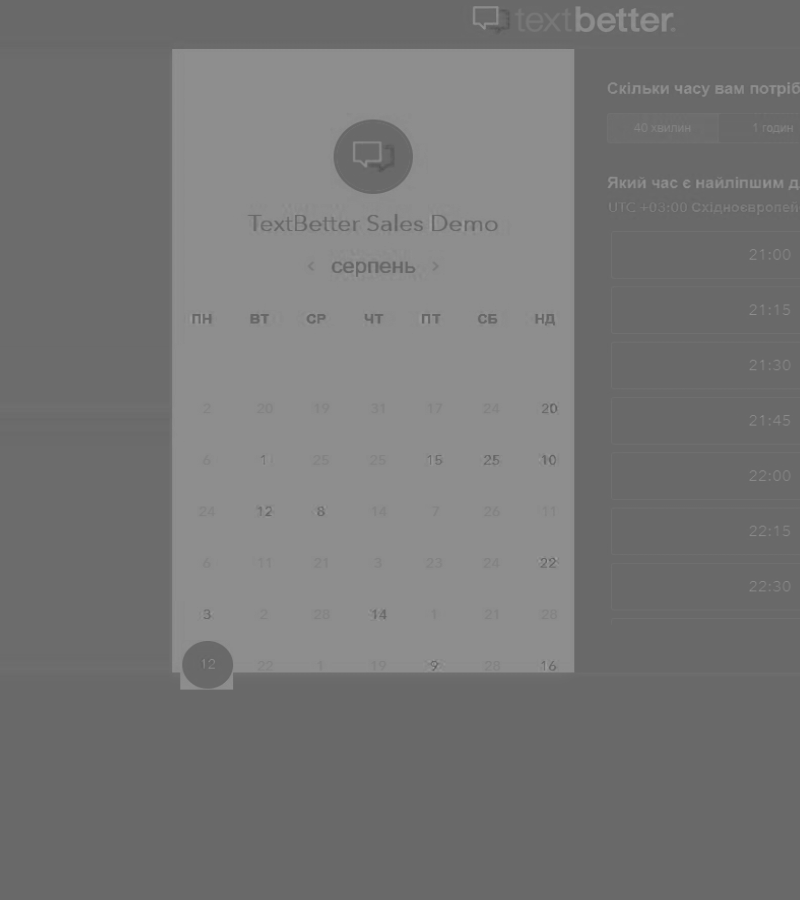 textbetter.
TextBetter Sales Demo
‹ серпень ›
ПН ВТ СР ЧТ ПТ СБ НД
2 20 19 31 17 24 20
6 1 25 25 15 25 10
24 12 8 14 7 26 11
6 11 21 3 23 24 22
3 2 28 14 1 21 28
12 22 1 19 9 28 16
Скільки часу вам потріб
40 хвилин 1 годин
Який час є найліпшим д
UTC +03:00 Східноєвропей
21:00
21:15
21:30
21:45
22:00
22:15
22:30